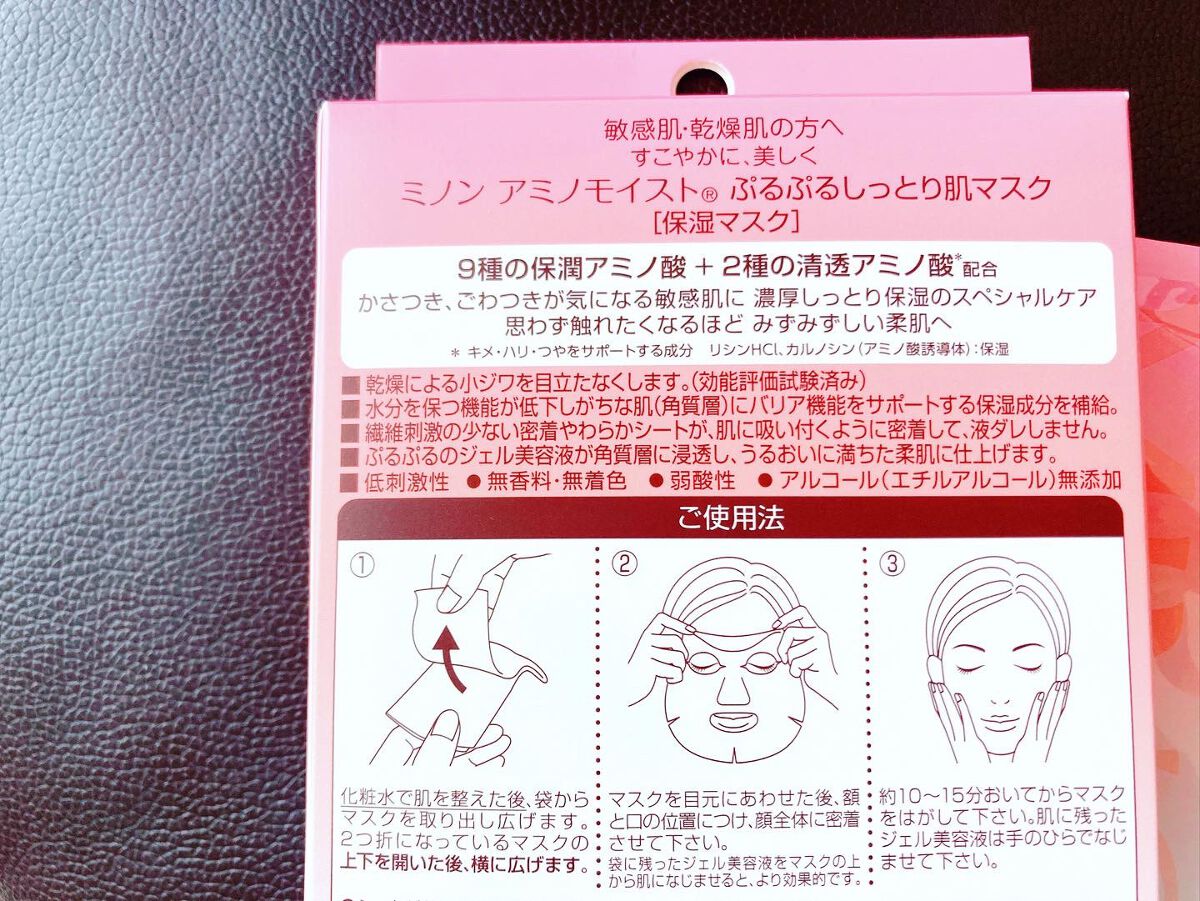 敏感肌・乾燥肌の方へ
すこやかに、美しく
ミノン アミノモイスト® ぷるぷるしっとり肌マスク
[保湿マスク]
9種の保潤アミノ酸 + 2種の清透アミノ酸*配合
かさつき、ごわつきが気になる敏感肌に 濃厚しっとり保湿のスペシャルケア
思わず触れたくなるほど みずみずしい柔肌へ
* キメ・ハリ・つやをサポートする成分 リシンHCl、カルノシン(アミノ酸誘導体):保湿
■ 乾燥による小ジワを目立たなくします。(効能評価試験済み)
■ 水分を保つ機能が低下しがちな肌(角質層)にバリア機能をサポートする保湿成分を補給。
■ 繊維刺激の少ない密着やわらかシートが、肌に吸い付くように密着して、液ダレしません。
■ ぷるぷるのジェル美容液が角質層に浸透し、うるおいに満ちた柔肌に仕上げます。
■ 低刺激性 ● 無香料・無着色 ● 弱酸性 ● アルコール(エチルアルコール)無添加
ご使用法
①
化粧水で肌を整えた後、袋から
マスクを取り出し広げます。
2つ折になっているマスクの
上下を開いた後、横に広げます。
②
マスクを目元にあわせた後、額
と口の位置につけ、顔全体に密着
させて下さい。
袋に残ったジェル美容液をマスクの上
から肌になじませると、より効果的です。
③
約10～15分おいてからマスク
をはがして下さい。肌に残った
ジェル美容液は手のひらでなじ
ませて下さい。